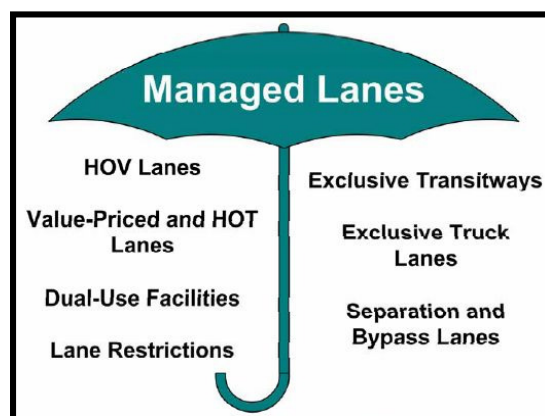 Managed Lanes
HOV Lanes
Value-Priced and HOT
Lanes
Dual-Use Facilities
Lane Restrictions
Exclusive Transitways
Exclusive Truck
Lanes
Separation and
Bypass Lanes